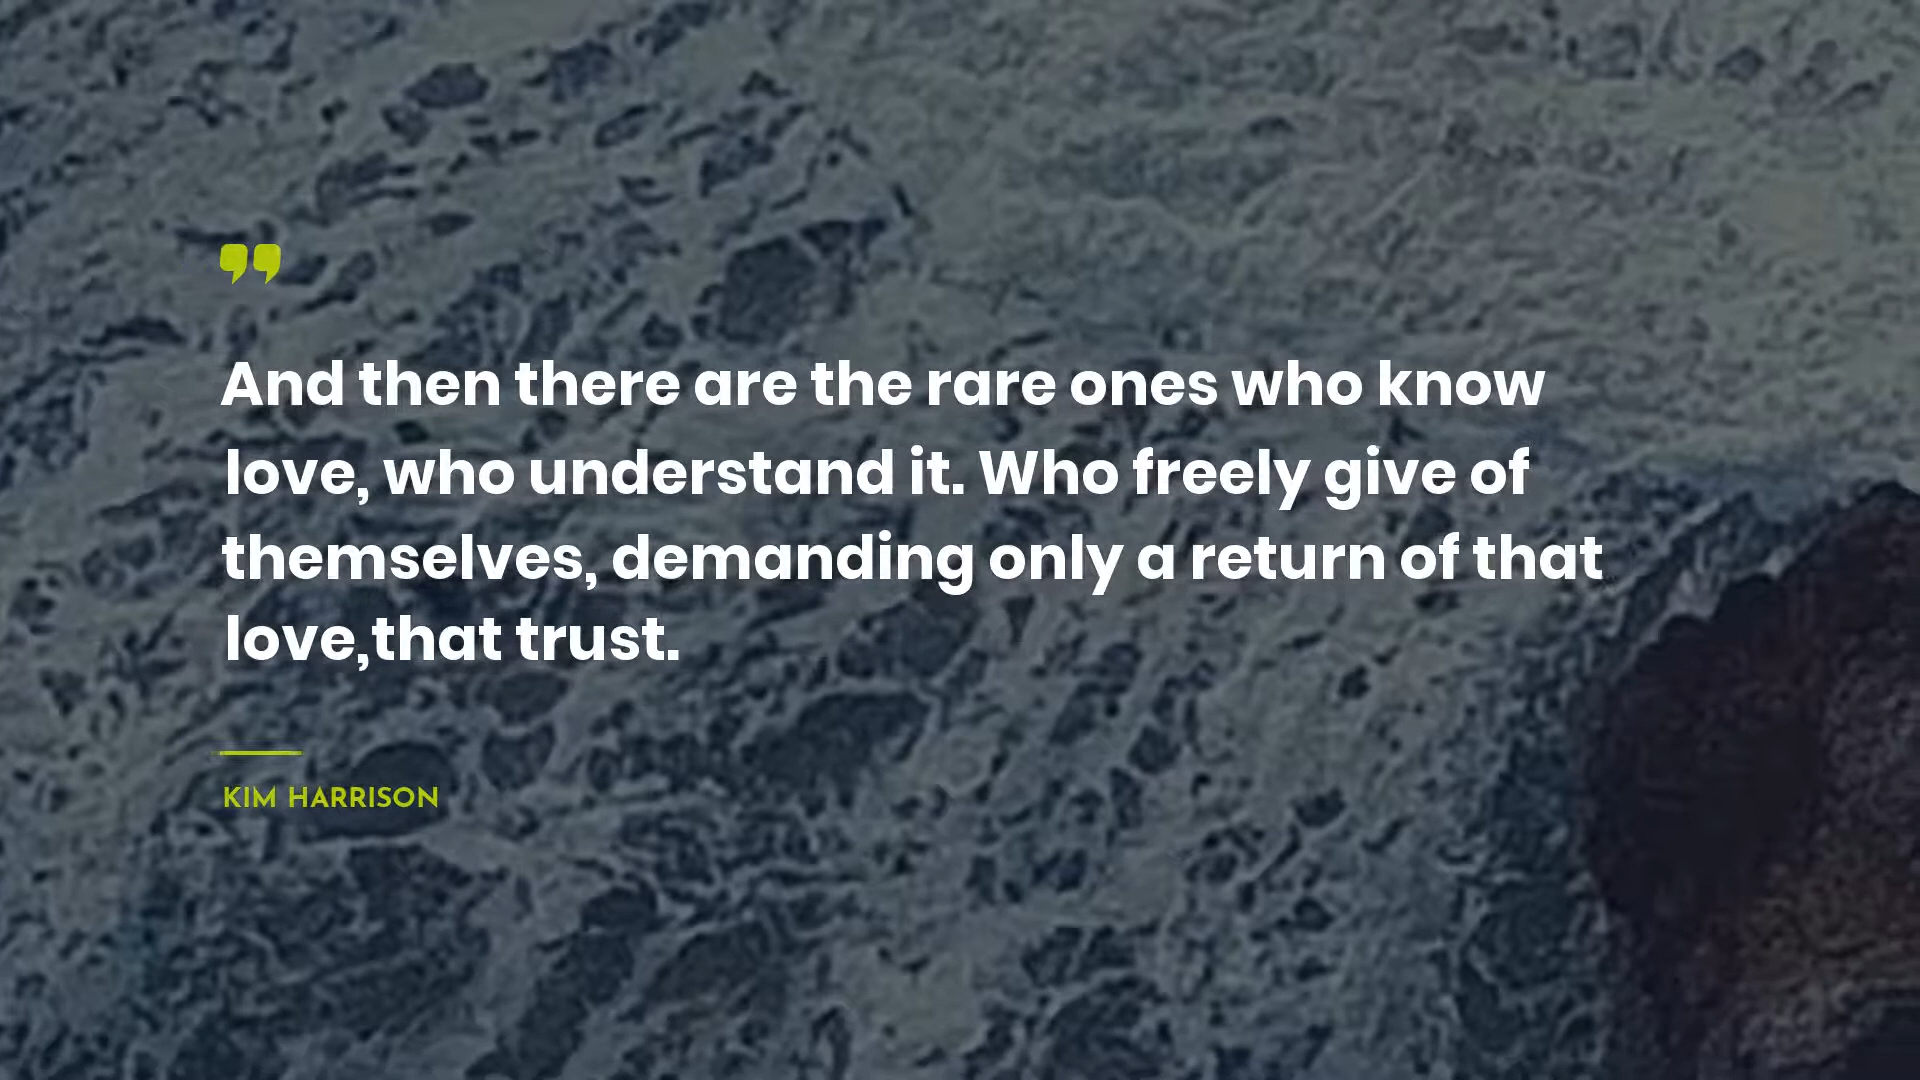 ”
And then there are the rare ones who know
love, who understand it. Who freely give of
themselves, demanding only a return of that
love,that trust.
KIM HARRISON